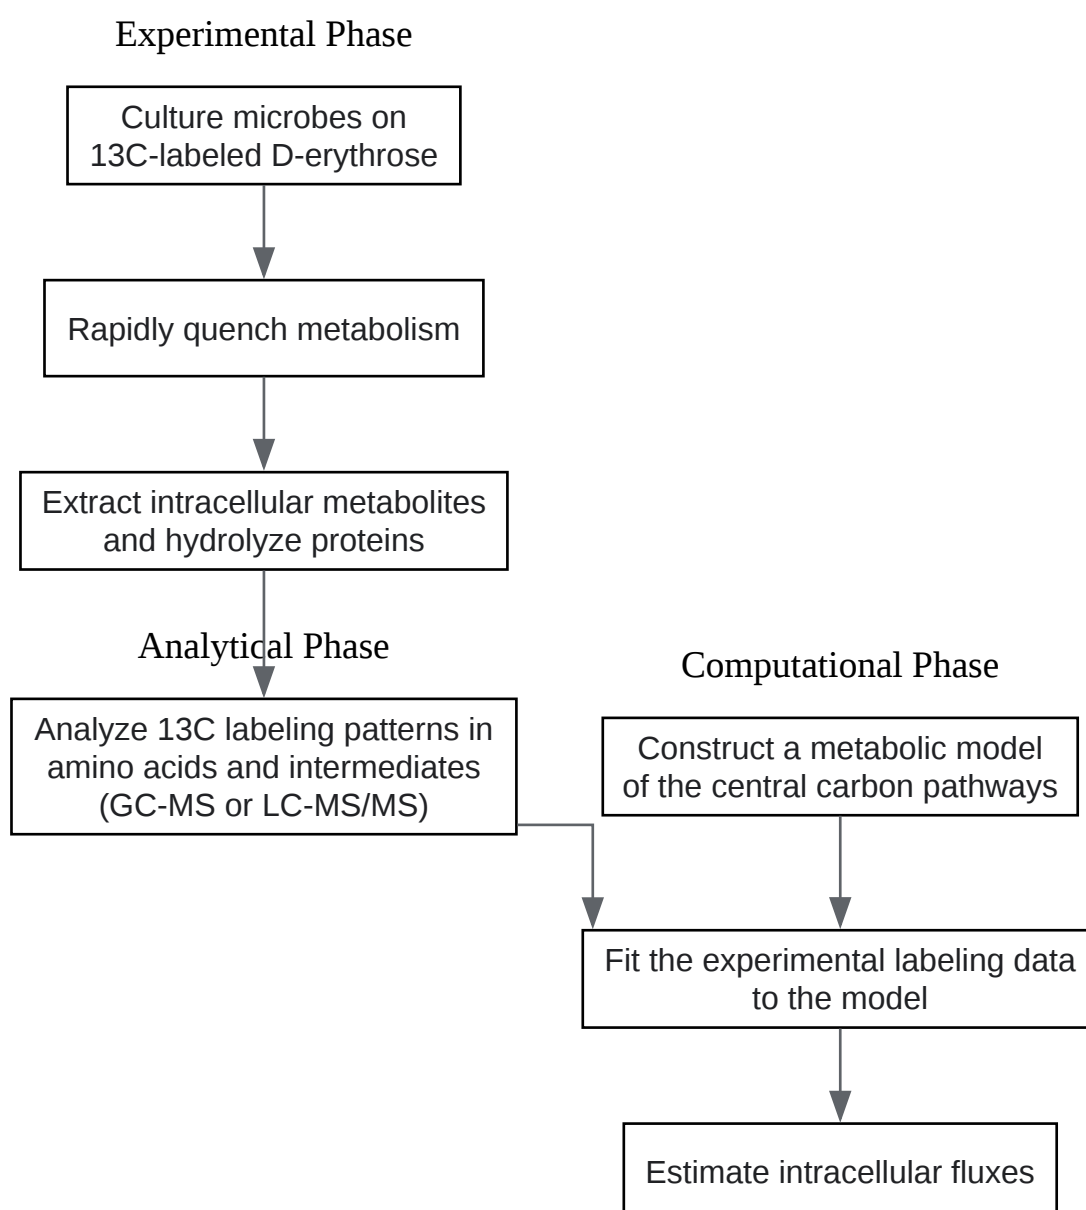 Experimental Phase
Culture microbes on
13C-labeled D-erythrose
Rapidly quench metabolism
Extract intracellular metabolites
and hydrolyze proteins
Analytical Phase
Analyze 13C labeling patterns in
amino acids and intermediates
(GC-MS or LC-MS/MS)
Computational Phase
Construct a metabolic model
of the central carbon pathways
Fit the experimental labeling data
to the model
Estimate intracellular fluxes